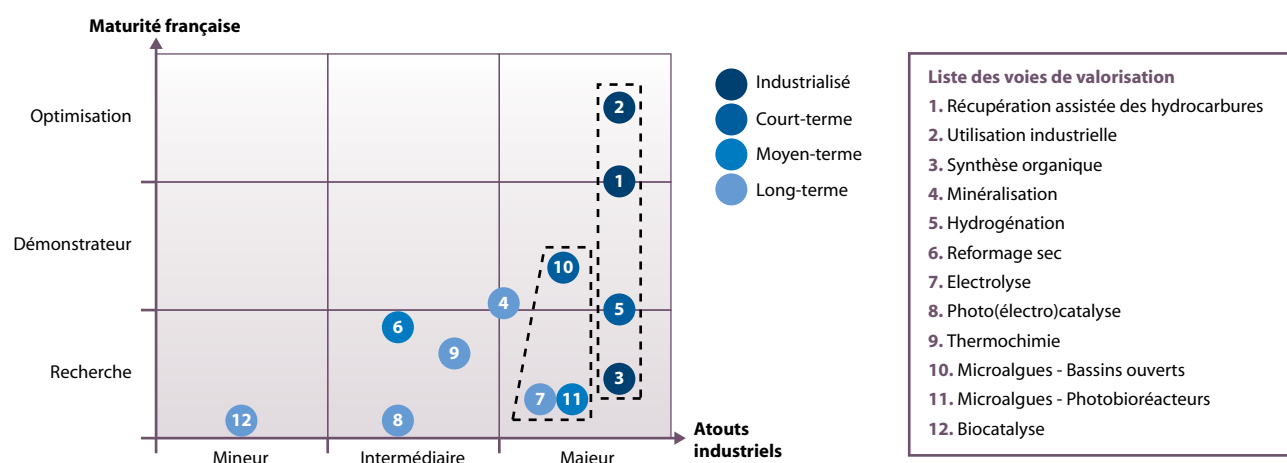 Maturité française
Optimisation
Démonstrateur
Recherche
2
1
10
4
5
6
9
3
7
11
12
8
Mineur
Intermédiaire
Majeur
Atouts
industriels
Industrialisé
Court-terme
Moyen-terme
Long-terme
Liste des voies de valorisation
1. Récupération assistée des hydrocarbures
2. Utilisation industrielle
3. Synthèse organique
4. Minéralisation
5. Hydrogénation
6. Reformage sec
7. Electrolyse
8. Photo(électro)catalyse
9. Thermochimie
10. Microalgues - Bassins ouverts
11. Microalgues - Photobioréacteurs
12. Biocatalyse